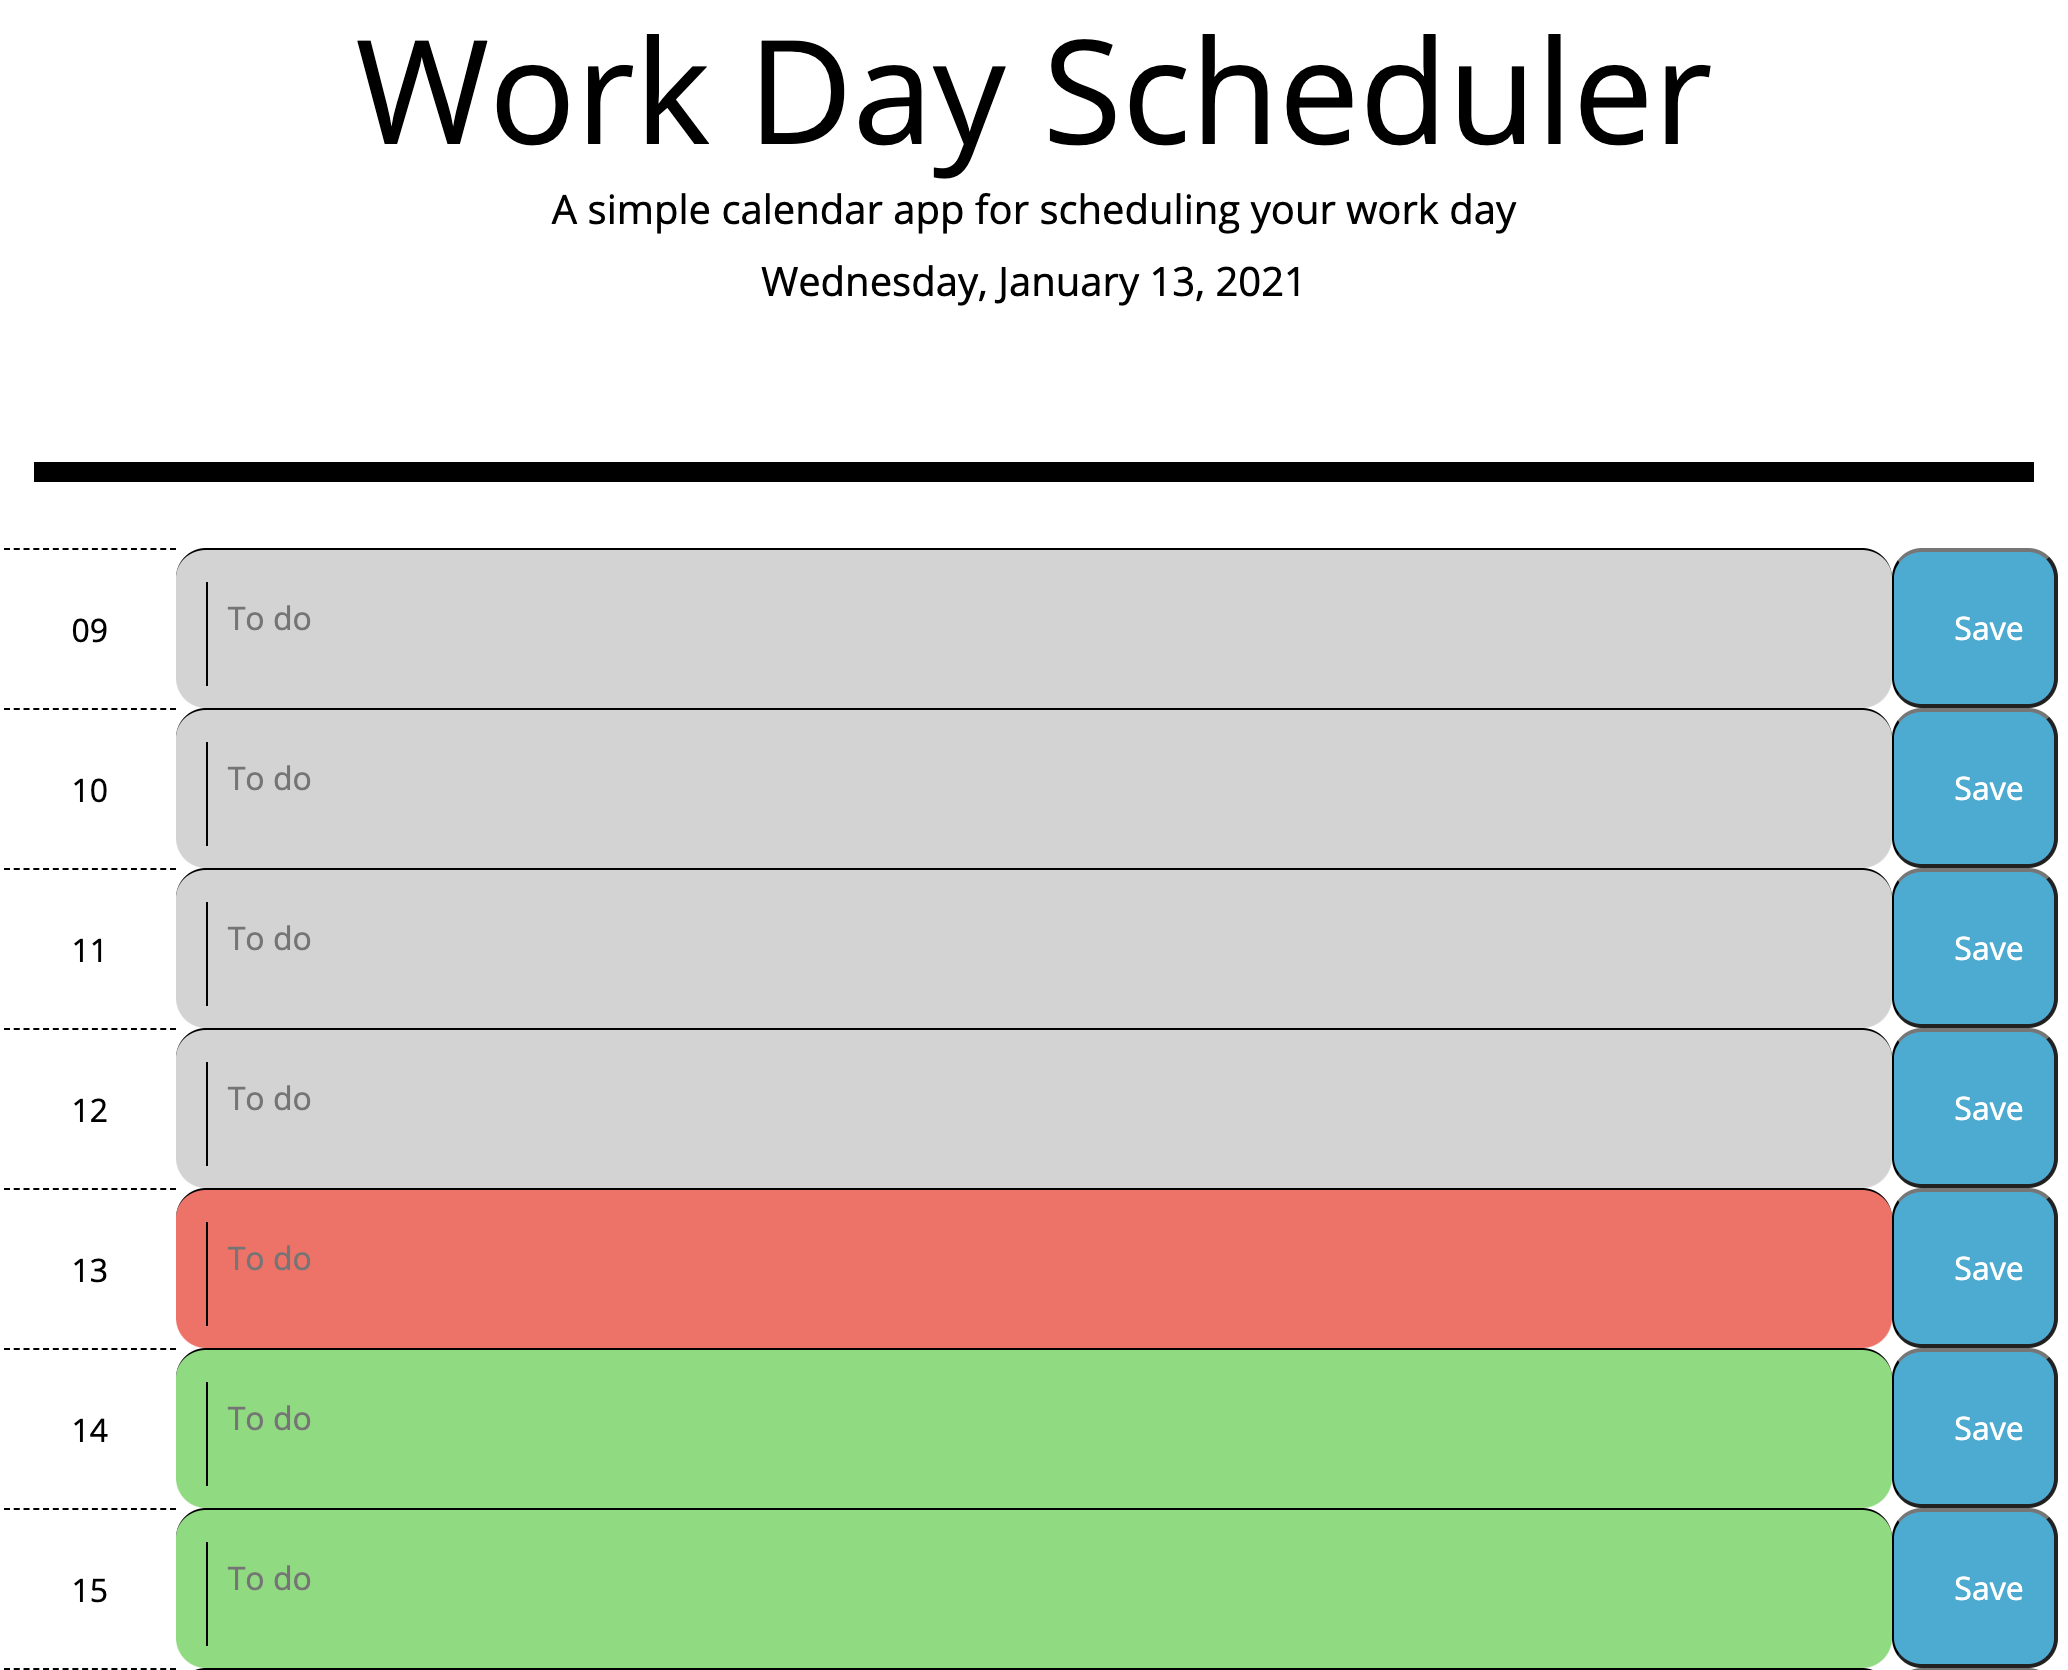 Work Day Scheduler
A simple calendar app for scheduling your work day
Wednesday, January 13, 2021
09 To do Save
10 To do Save
11 To do Save
12 To do Save
13 To do Save
14 To do Save
15 To do Save